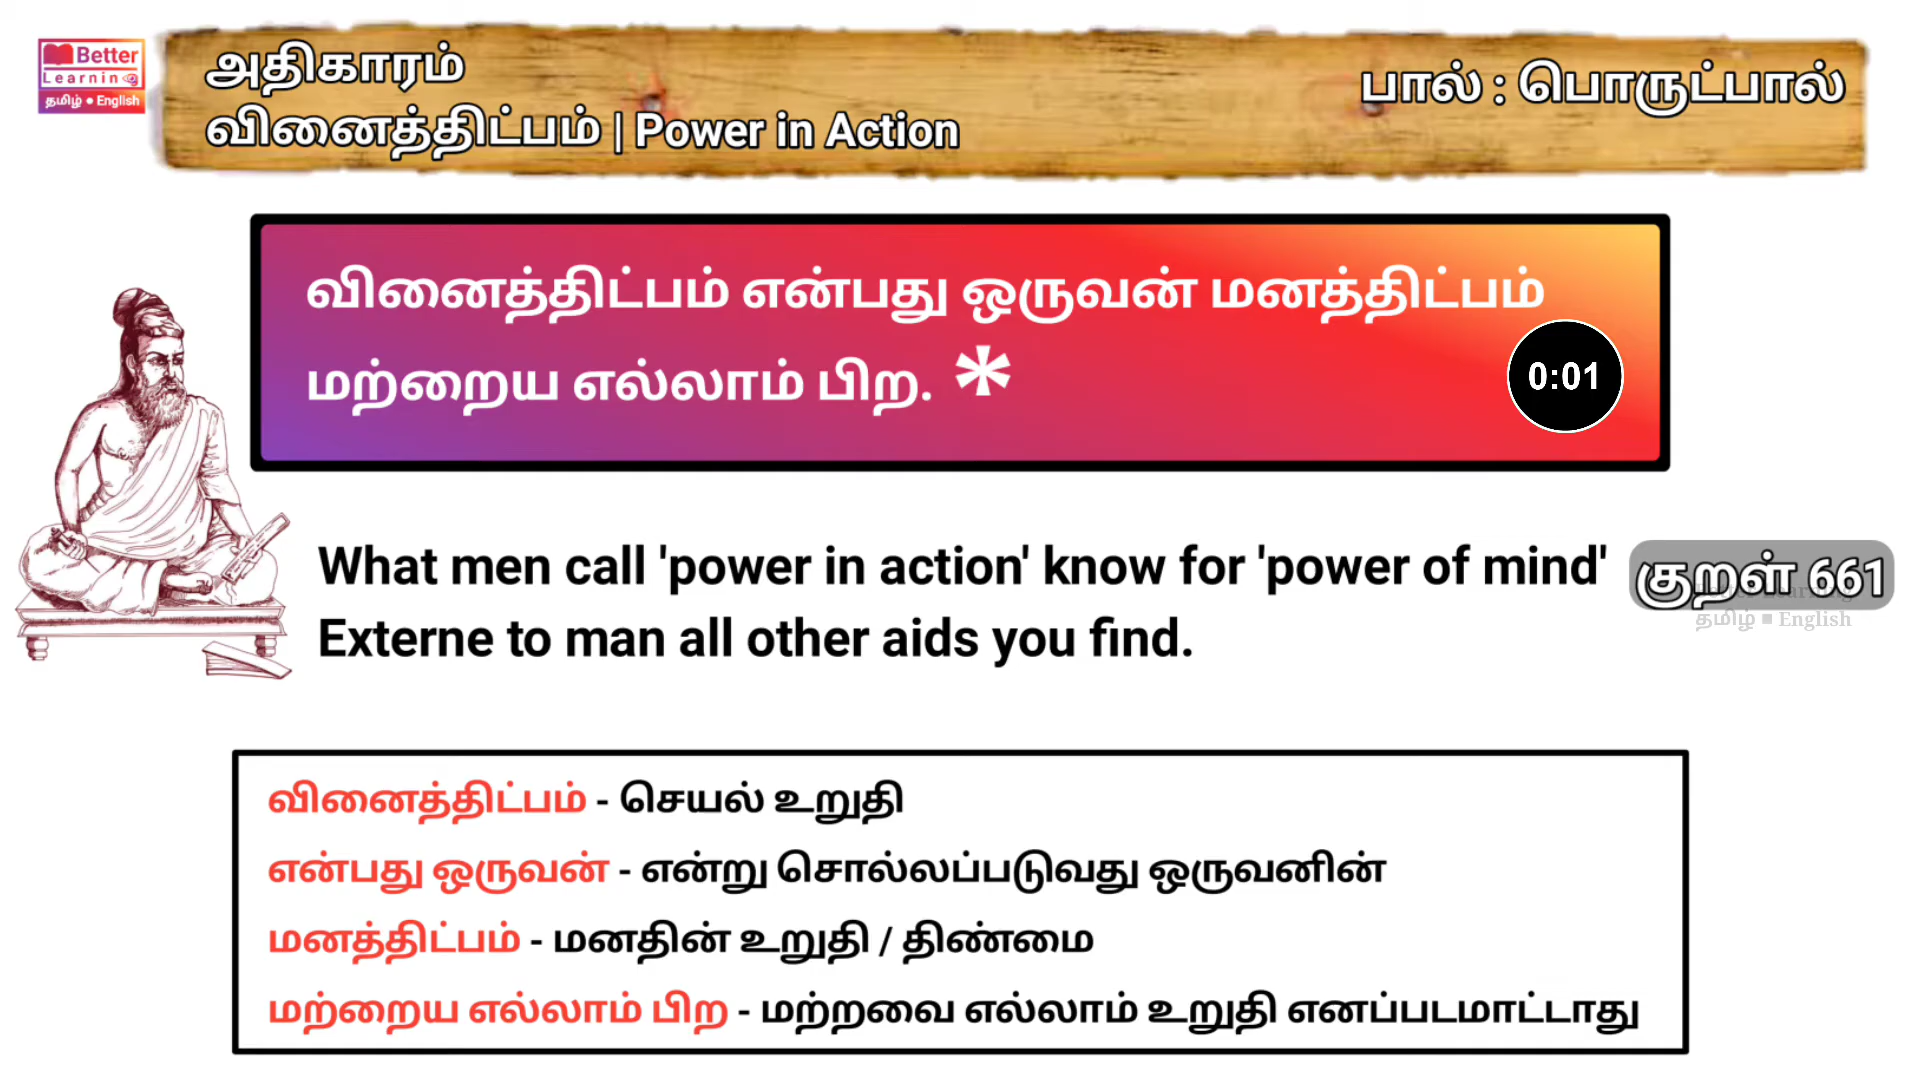 Better
Learning
தமிழ் ● English
அதிகாரம்
வினைத்திட்பம் | Power in Action
பால் : பொருட்பால்
வினைத்திட்பம் என்பது ஒருவன் மனத்திட்பம்
மற்றைய எல்லாம் பிற. *
0:01
What men call 'power in action' know for 'power of mind'
Externe to man all other aids you find.
குறள் 661
Better Learning
தமிழ் ■ English
வினைத்திட்பம் - செயல் உறுதி
என்பது ஒருவன் - என்று சொல்லப்படுவது ஒருவனின்
மனத்திட்பம் - மனதின் உறுதி / திண்மை
மற்றைய எல்லாம் பிற - மற்றவை எல்லாம் உறுதி எனப்படமாட்டாது